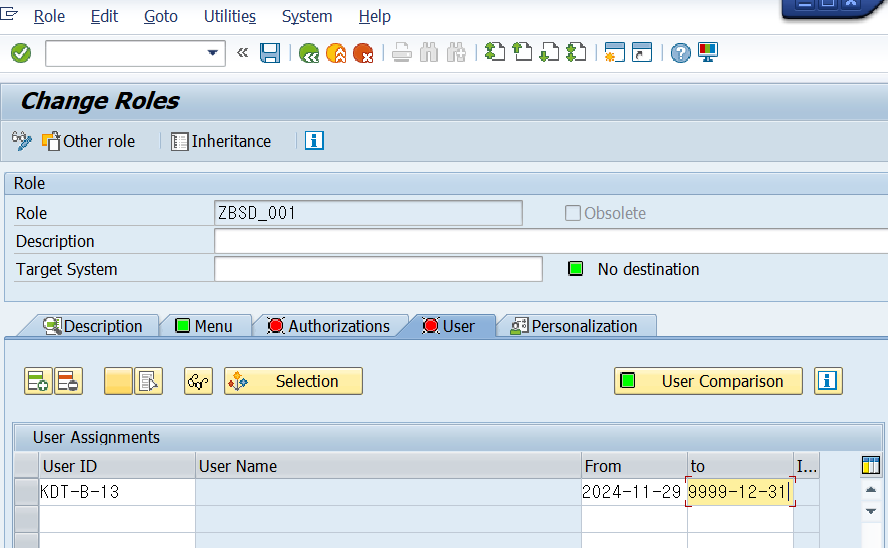 Role Edit Goto Utilities System Help
Change Roles
Other role Inheritance
Role
Role ZBSD_001 Obsolete
Description
Target System No destination
Description Menu Authorizations User Personalization
Selection User Comparison
User Assignments
User ID User Name From to I...
KDT-B-13 2024-11-29 9999-12-31